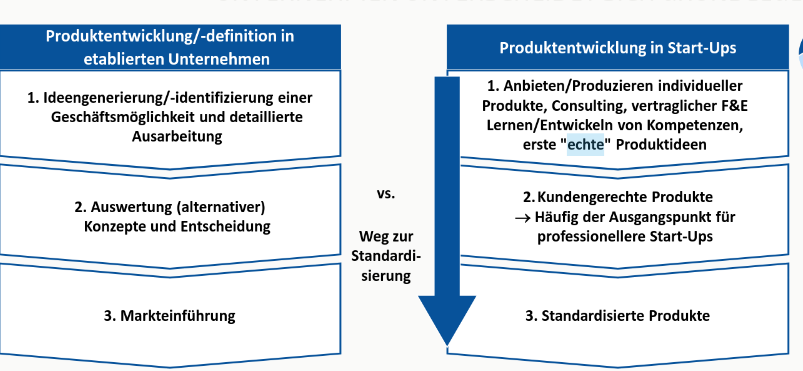 Produktentwicklung/-definition in
etablierten Unternehmen
1. Ideengenerierung/-identifizierung einer
Geschäftsmöglichkeit und detaillierte
Ausarbeitung
2. Auswertung (alternativer)
Konzepte und Entscheidung
3. Markteinführung
vs.
Weg zur
Standardi-
sierung
Produktentwicklung in Start-Ups
1. Anbieten/Produzieren individueller
Produkte, Consulting, vertraglicher F&E
Lernen/Entwickeln von Kompetenzen,
erste "echte" Produktideen
2. Kundengerechte Produkte
→ Häufig der Ausgangspunkt für
professionellere Start-Ups
3. Standardisierte Produkte